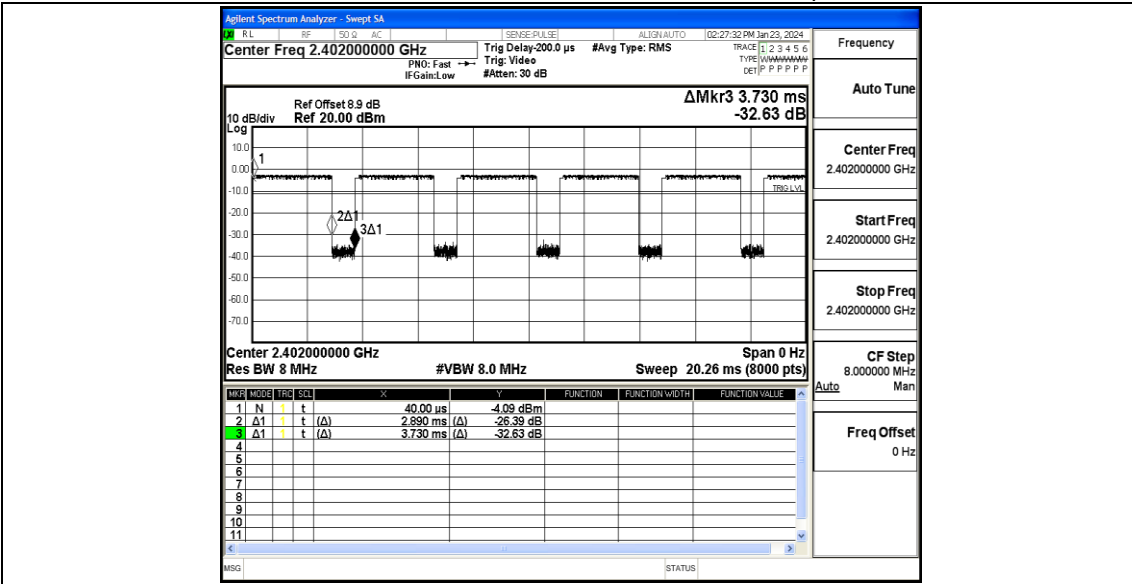 Agilent Spectrum Analyzer - Swept SA
LXI RL RF 50 Ω AC SENSE:PULSE ALIGN AUTO 02:27:32 PM Jan 23, 2024
Center Freq 2.402000000 GHz
PNO: Fast
IFGain:Low
Trig Delay-200.0 µs
Trig: Video
#Atten: 30 dB
#Avg Type: RMS
TRACE 1 2 3 4 5 6
TYPE WWWWWW
DET P P P P P P
ΔMkr3 3.730 ms
-32.63 dB
Ref Offset 8.9 dB
10 dB/div Ref 20.00 dBm
Log
10.0
0.00
-10.0
-20.0
-30.0
-40.0
-50.0
-60.0
-70.0
1
TRIG LVL
2Δ1
3Δ1
Center 2.402000000 GHz Span 0 Hz
Res BW 8 MHz #VBW 8.0 MHz Sweep 20.26 ms (8000 pts)
MKR MODE TRC SCL X Y FUNCTION FUNCTION WIDTH FUNCTION VALUE
1 N 1 t 40.00 µs -4.09 dBm
2 Δ1 1 t (Δ) 2.890 ms (Δ) -26.39 dB
3 Δ1 1 t (Δ) 3.730 ms (Δ) -32.63 dB
4
5
6
7
8
9
10
11
MSG STATUS
Frequency
Auto Tune
Center Freq
2.402000000 GHz
Start Freq
2.402000000 GHz
Stop Freq
2.402000000 GHz
CF Step
8.000000 MHz
Auto Man
Freq Offset
0 Hz